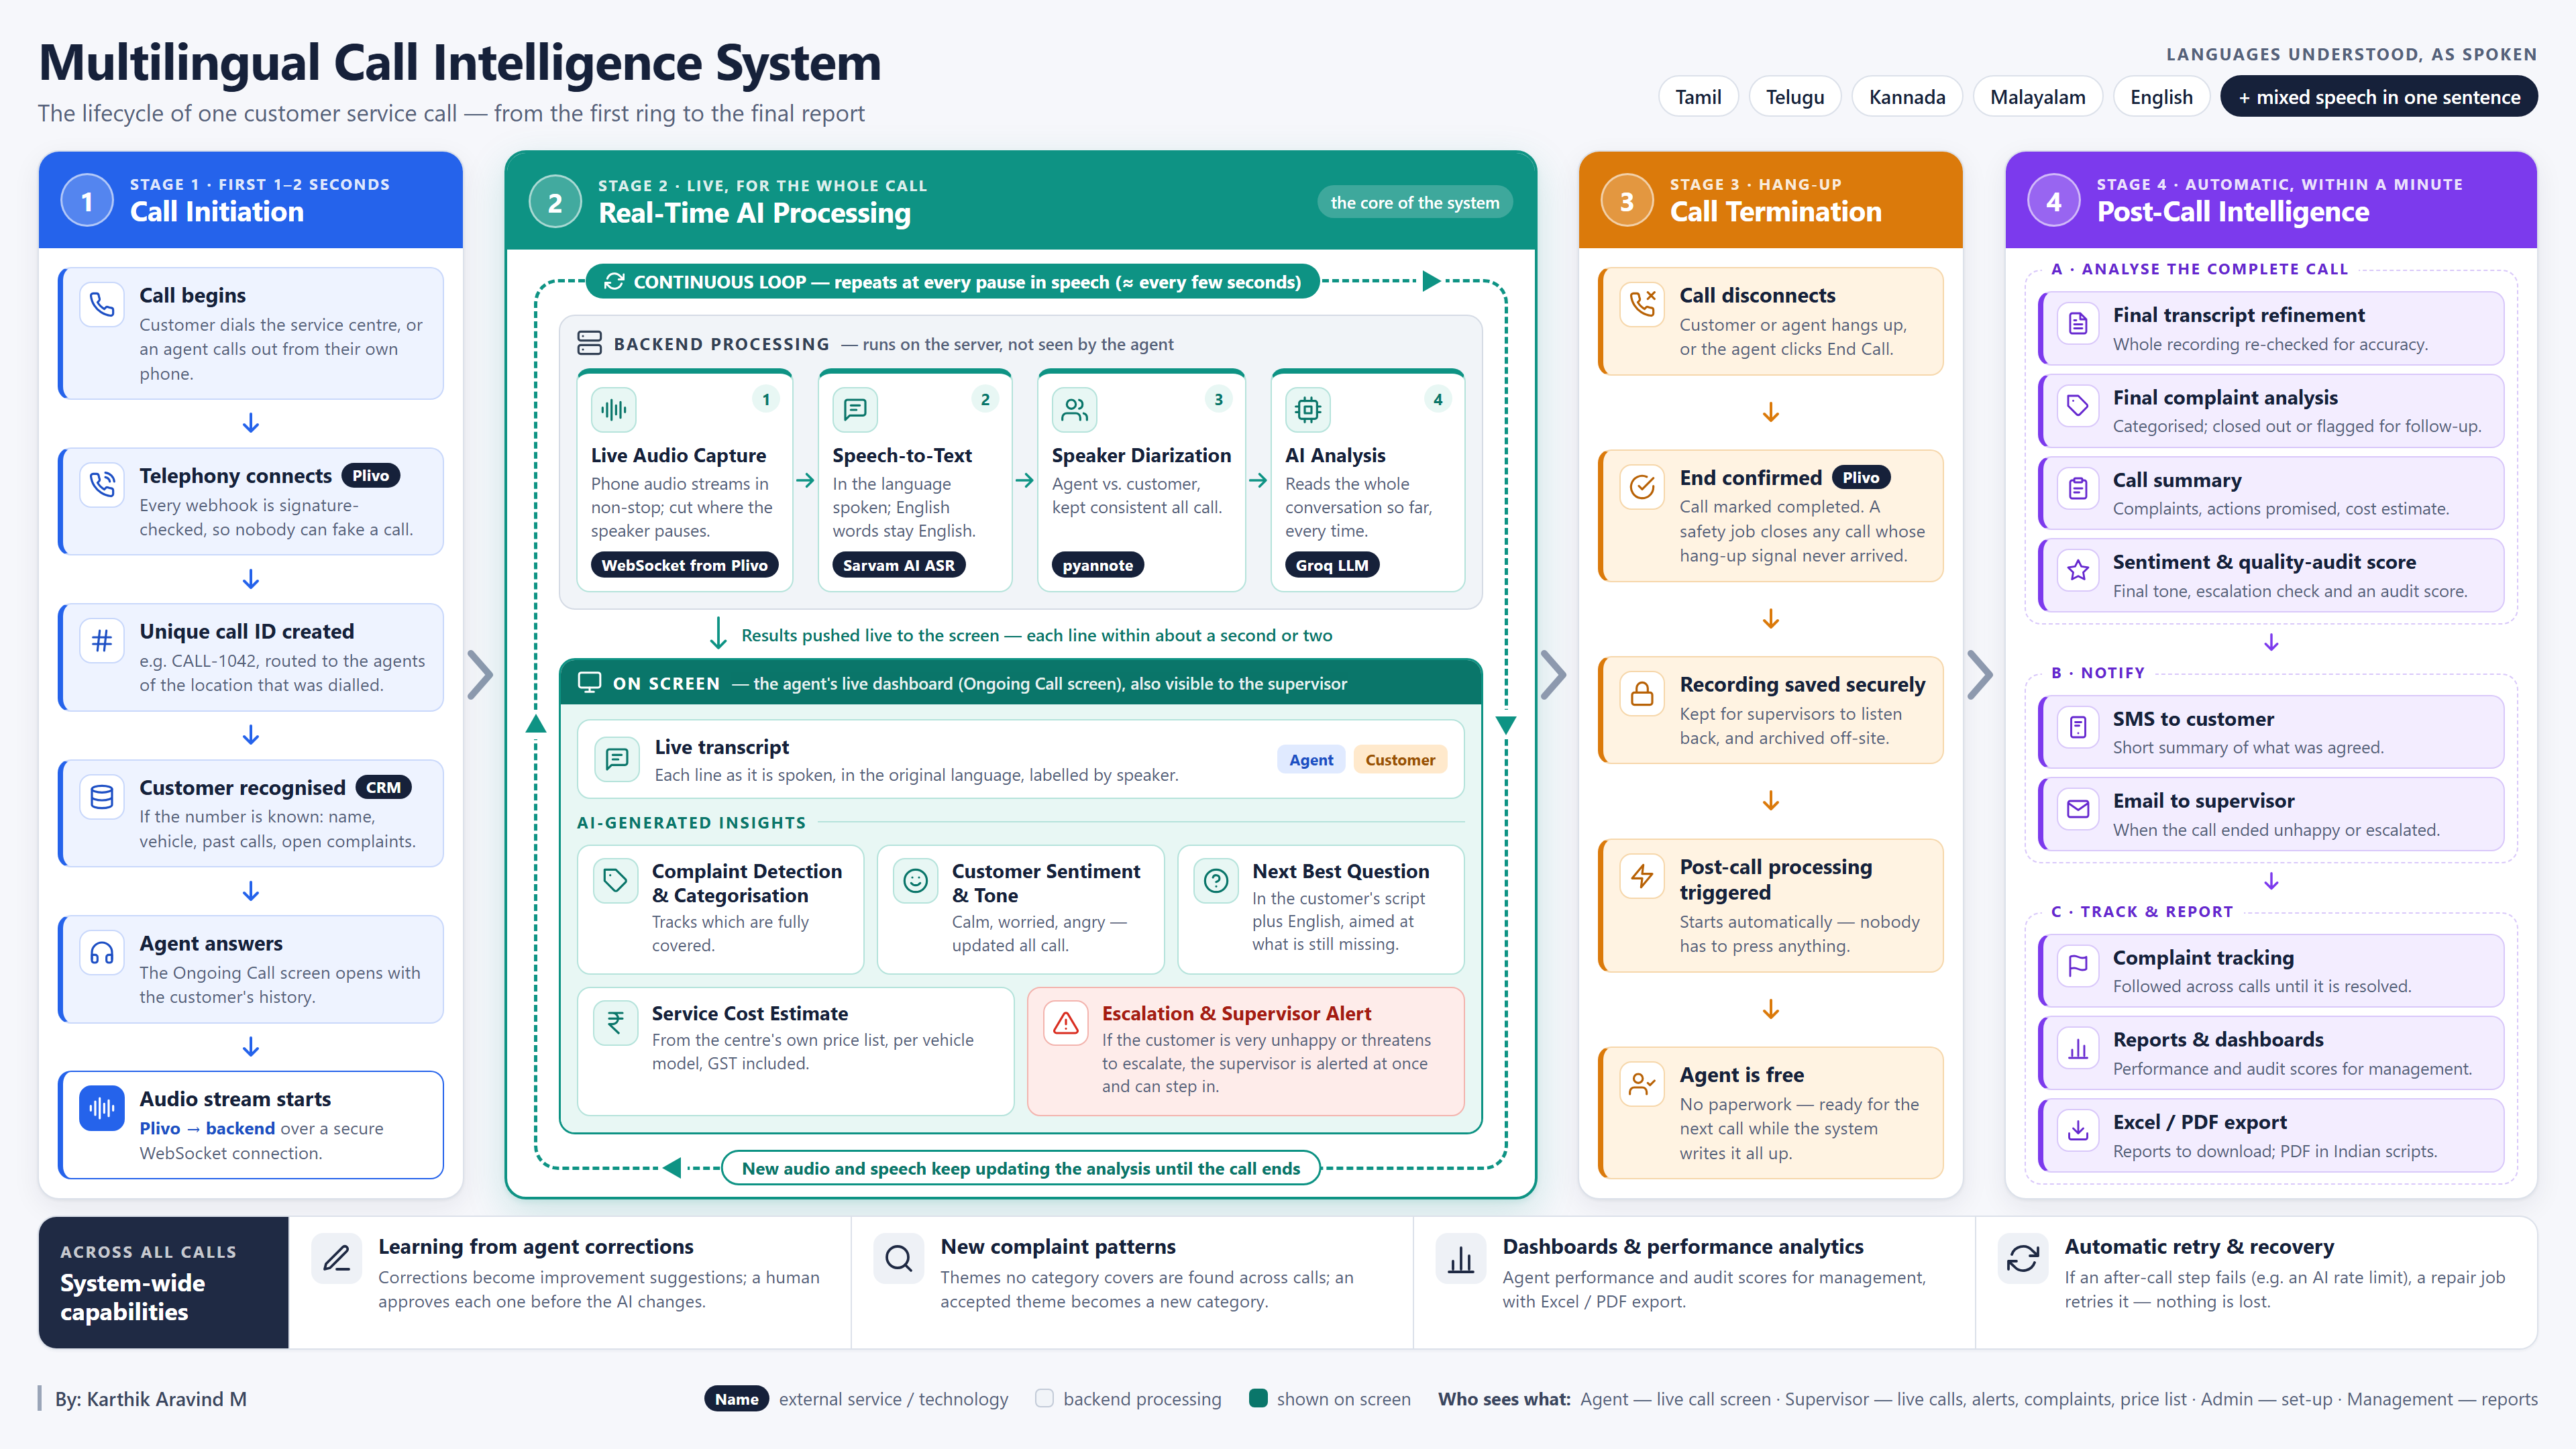 Multilingual Call Intelligence System
The lifecycle of one customer service call — from the first ring to the final report
LANGUAGES UNDERSTOOD, AS SPOKEN
Tamil
Telugu
Kannada
Malayalam
English
+ mixed speech in one sentence
1
STAGE 1 · FIRST 1–2 SECONDS
Call Initiation
Call begins
Customer dials the service centre, or
an agent calls out from their own
phone.
Telephony connects Plivo
Every webhook is signature-
checked, so nobody can fake a call.
Unique call ID created
e.g. CALL-1042, routed to the agents
of the location that was dialled.
Customer recognised CRM
If the number is known: name,
vehicle, past calls, open complaints.
Agent answers
The Ongoing Call screen opens with
the customer's history.
Audio stream starts
Plivo → backend over a secure
WebSocket connection.
2
STAGE 2 · LIVE, FOR THE WHOLE CALL
Real-Time AI Processing
the core of the system
CONTINUOUS LOOP — repeats at every pause in speech (≈ every few seconds)
BACKEND PROCESSING — runs on the server, not seen by the agent
1
Live Audio Capture
Phone audio streams in
non-stop; cut where the
speaker pauses.
WebSocket from Plivo
2
Speech-to-Text
In the language
spoken; English
words stay English.
Sarvam AI ASR
3
Speaker Diarization
Agent vs. customer,
kept consistent all call.
pyannote
4
AI Analysis
Reads the whole
conversation so far,
every time.
Groq LLM
Results pushed live to the screen — each line within about a second or two
ON SCREEN — the agent's live dashboard (Ongoing Call screen), also visible to the supervisor
Live transcript
Each line as it is spoken, in the original language, labelled by speaker.
Agent
Customer
AI-GENERATED INSIGHTS
Complaint Detection
& Categorisation
Tracks which are fully
covered.
Customer Sentiment
& Tone
Calm, worried, angry —
updated all call.
Next Best Question
In the customer's script
plus English, aimed at
what is still missing.
₹
Service Cost Estimate
From the centre's own price list, per vehicle
model, GST included.
Escalation & Supervisor Alert
If the customer is very unhappy or threatens
to escalate, the supervisor is alerted at once
and can step in.
New audio and speech keep updating the analysis until the call ends
3
STAGE 3 · HANG-UP
Call Termination
Call disconnects
Customer or agent hangs up,
or the agent clicks End Call.
End confirmed Plivo
Call marked completed. A
safety job closes any call whose
hang-up signal never arrived.
Recording saved securely
Kept for supervisors to listen
back, and archived off-site.
Post-call processing
triggered
Starts automatically — nobody
has to press anything.
Agent is free
No paperwork — ready for the
next call while the system
writes it all up.
4
STAGE 4 · AUTOMATIC, WITHIN A MINUTE
Post-Call Intelligence
A · ANALYSE THE COMPLETE CALL
Final transcript refinement
Whole recording re-checked for accuracy.
Final complaint analysis
Categorised; closed out or flagged for follow-up.
Call summary
Complaints, actions promised, cost estimate.
Sentiment & quality-audit score
Final tone, escalation check and an audit score.
B · NOTIFY
SMS to customer
Short summary of what was agreed.
Email to supervisor
When the call ended unhappy or escalated.
C · TRACK & REPORT
Complaint tracking
Followed across calls until it is resolved.
Reports & dashboards
Performance and audit scores for management.
Excel / PDF export
Reports to download; PDF in Indian scripts.
ACROSS ALL CALLS
System-wide
capabilities
Learning from agent corrections
Corrections become improvement suggestions; a human
approves each one before the AI changes.
New complaint patterns
Themes no category covers are found across calls; an
accepted theme becomes a new category.
Dashboards & performance analytics
Agent performance and audit scores for management,
with Excel / PDF export.
Automatic retry & recovery
If an after-call step fails (e.g. an AI rate limit), a repair job
retries it — nothing is lost.
By: Karthik Aravind M
Name external service / technology
backend processing
shown on screen
Who sees what: Agent — live call screen · Supervisor — live calls, alerts, complaints, price list · Admin — set-up · Management — reports